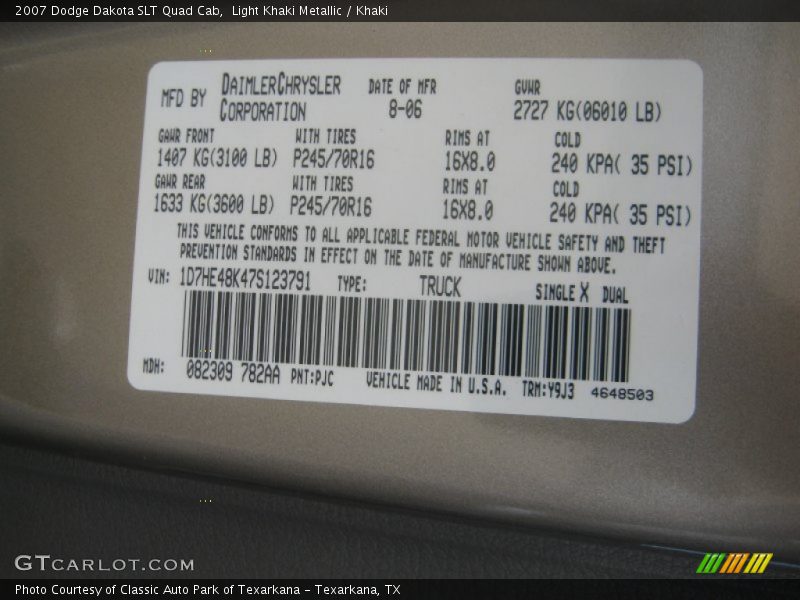 2007 Dodge Dakota SLT Quad Cab,  Light Khaki Metallic / Khaki
MFD BY DAIMLERCHRYSLER CORPORATION DATE OF MFR 8-06 GVWR 2727 KG(06010 LB)
GAWR FRONT WITH TIRES RIMS AT COLD
1407 KG(3100 LB) P245/70R16 16X8.0 240 KPA( 35 PSI)
GAWR REAR WITH TIRES RIMS AT COLD
1633 KG(3600 LB) P245/70R16 16X8.0 240 KPA( 35 PSI)
THIS VEHICLE CONFORMS TO ALL APPLICABLE FEDERAL MOTOR VEHICLE SAFETY AND THEFT
PREVENTION STANDARDS IN EFFECT ON THE DATE OF MANUFACTURE SHOWN ABOVE.
VIN: 1D7HE48K47S123791 TYPE: TRUCK SINGLE X DUAL
MDH: 082309 782AA PNT:PJC VEHICLE MADE IN U.S.A. TRM:Y9J3 4648503
GTCARLOT.COM
Photo Courtesy of Classic Auto Park of Texarkana - Texarkana, TX